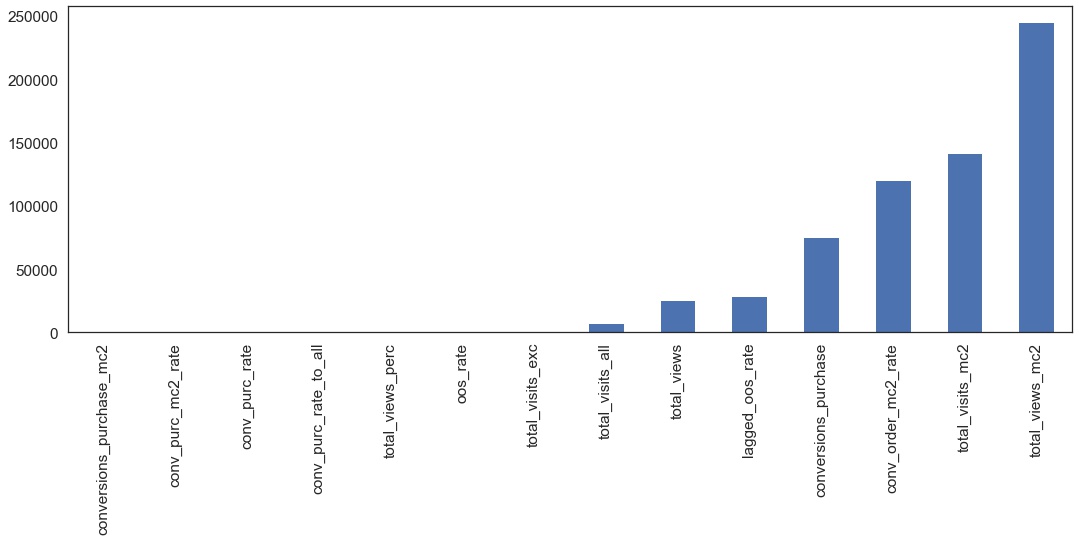 250000
200000
150000
100000
50000
0
conversions_purchase_mc2
conv_purc_mc2_rate
conv_purc_rate
conv_purc_rate_to_all
total_views_perc
oos_rate
total_visits_exc
total_visits_all
total_views
lagged_oos_rate
conversions_purchase
conv_order_mc2_rate
total_visits_mc2
total_views_mc2